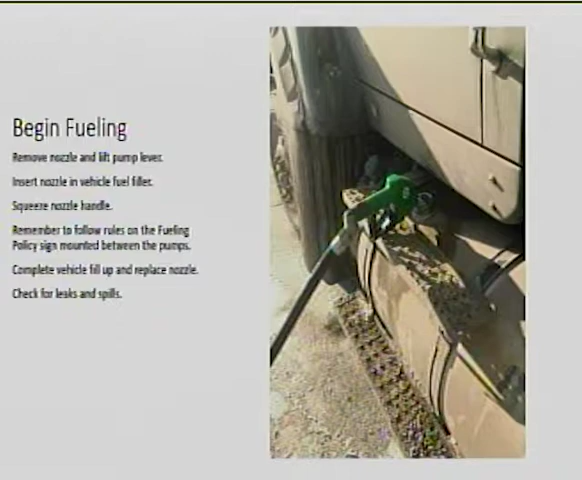 Begin Fueling
Remove nozzle and lift pump lever.
Insert nozzle in vehicle fuel filler.
Squeeze nozzle handle.
Remember to follow rules on the Fueling
Policy sign mounted between the pumps.
Complete vehicle fill up and replace nozzle.
Check for leaks and spills.